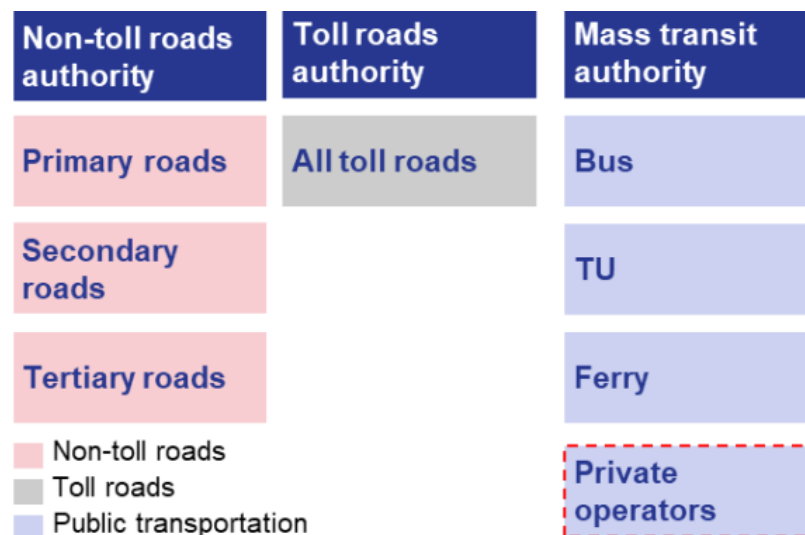 Non-toll roads
authority
Toll roads
authority
Mass transit
authority
Primary roads
All toll roads
Bus
Secondary
roads
TU
Tertiary roads
Ferry
Non-toll roads
Toll roads
Public transportation
Private
operators